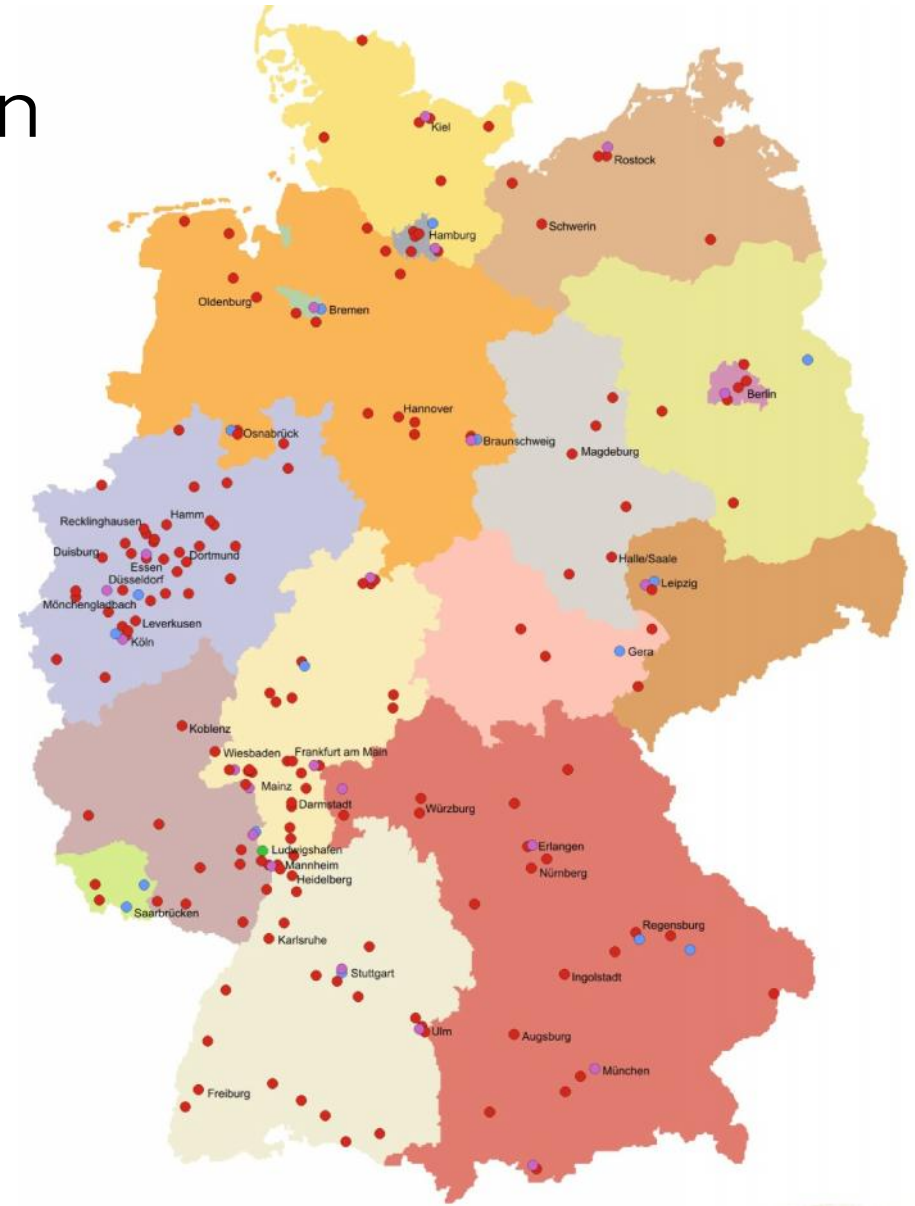 n
Kiel
Rostock
Schwerin
Hamburg
Oldenburg
Bremen
Berlin
Hannover
Osnabrück
Braunschweig
Magdeburg
Recklinghausen
Hamm
Duisburg
Dortmund
Essen
Halle/Saale
Düsseldorf
Leipzig
Mönchengladbach
Leverkusen
Köln
Gera
Koblenz
Wiesbaden
Frankfurt am Main
Mainz
Darmstadt
Würzburg
Erlangen
Ludwigshafen
Mannheim
Nürnberg
Heidelberg
Saarbrücken
Regensburg
Karlsruhe
Stuttgart
Ingolstadt
Ulm
Augsburg
München
Freiburg